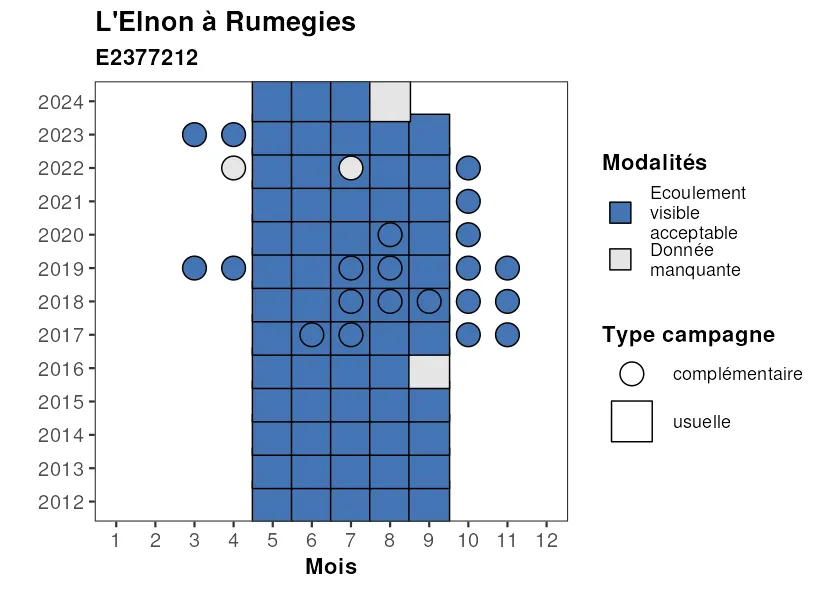 L'Elnon à Rumegies
E2377212
2024
2023
2022
2021
2020
2019
2018
2017
2016
2015
2014
2013
2012
1 2 3 4 5 6 7 8 9 10 11 12
Mois
Modalités
Ecoulement
visible
acceptable
Donnée
manquante
Type campagne
complémentaire
usuelle